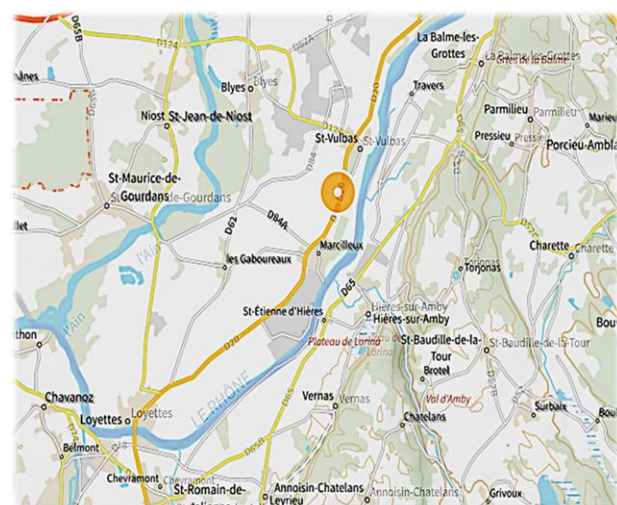 D65B
D124
D62A
La Balme-les-
Grottes
La Balme-les-Grottes
Grottes de la Balme
Blyes
Blyes
D20
Travers
Parmilieu
Parmilieu
Niost
St-Jean-de-Niost
St-Vulbas
St-Vulbas
D84
Pressieu
Pressieu
Porcieu-Ambla
St-Maurice-de-
Gourdans
de-Gourdans
D62
D84A
l'Ain
les Gaboureaux
Marcilleux
D65
Charette
Charette
Torjonas
Torjonas
l'Ain
St-Étienne d'Hières
Hières-sur-Amby
Hières-sur-Amby
Plateau de Larina
Larina
St-Baudille-de-la-
Tour
St-Baudille-de-la-Tour
Brotel
thon
D20
LE RHÔNE
D65
Chavanoz
Loyettes
Loyettes
Vernas
Vernas
Val d'Amby
D52B
Surbaix
Chatelans
Belmont
D65B
Chevramont
Chevramont
St-Romain-de-
Annoisin-Chatelans
Annoisin-Chatelans
Leyrieu
Grivoux